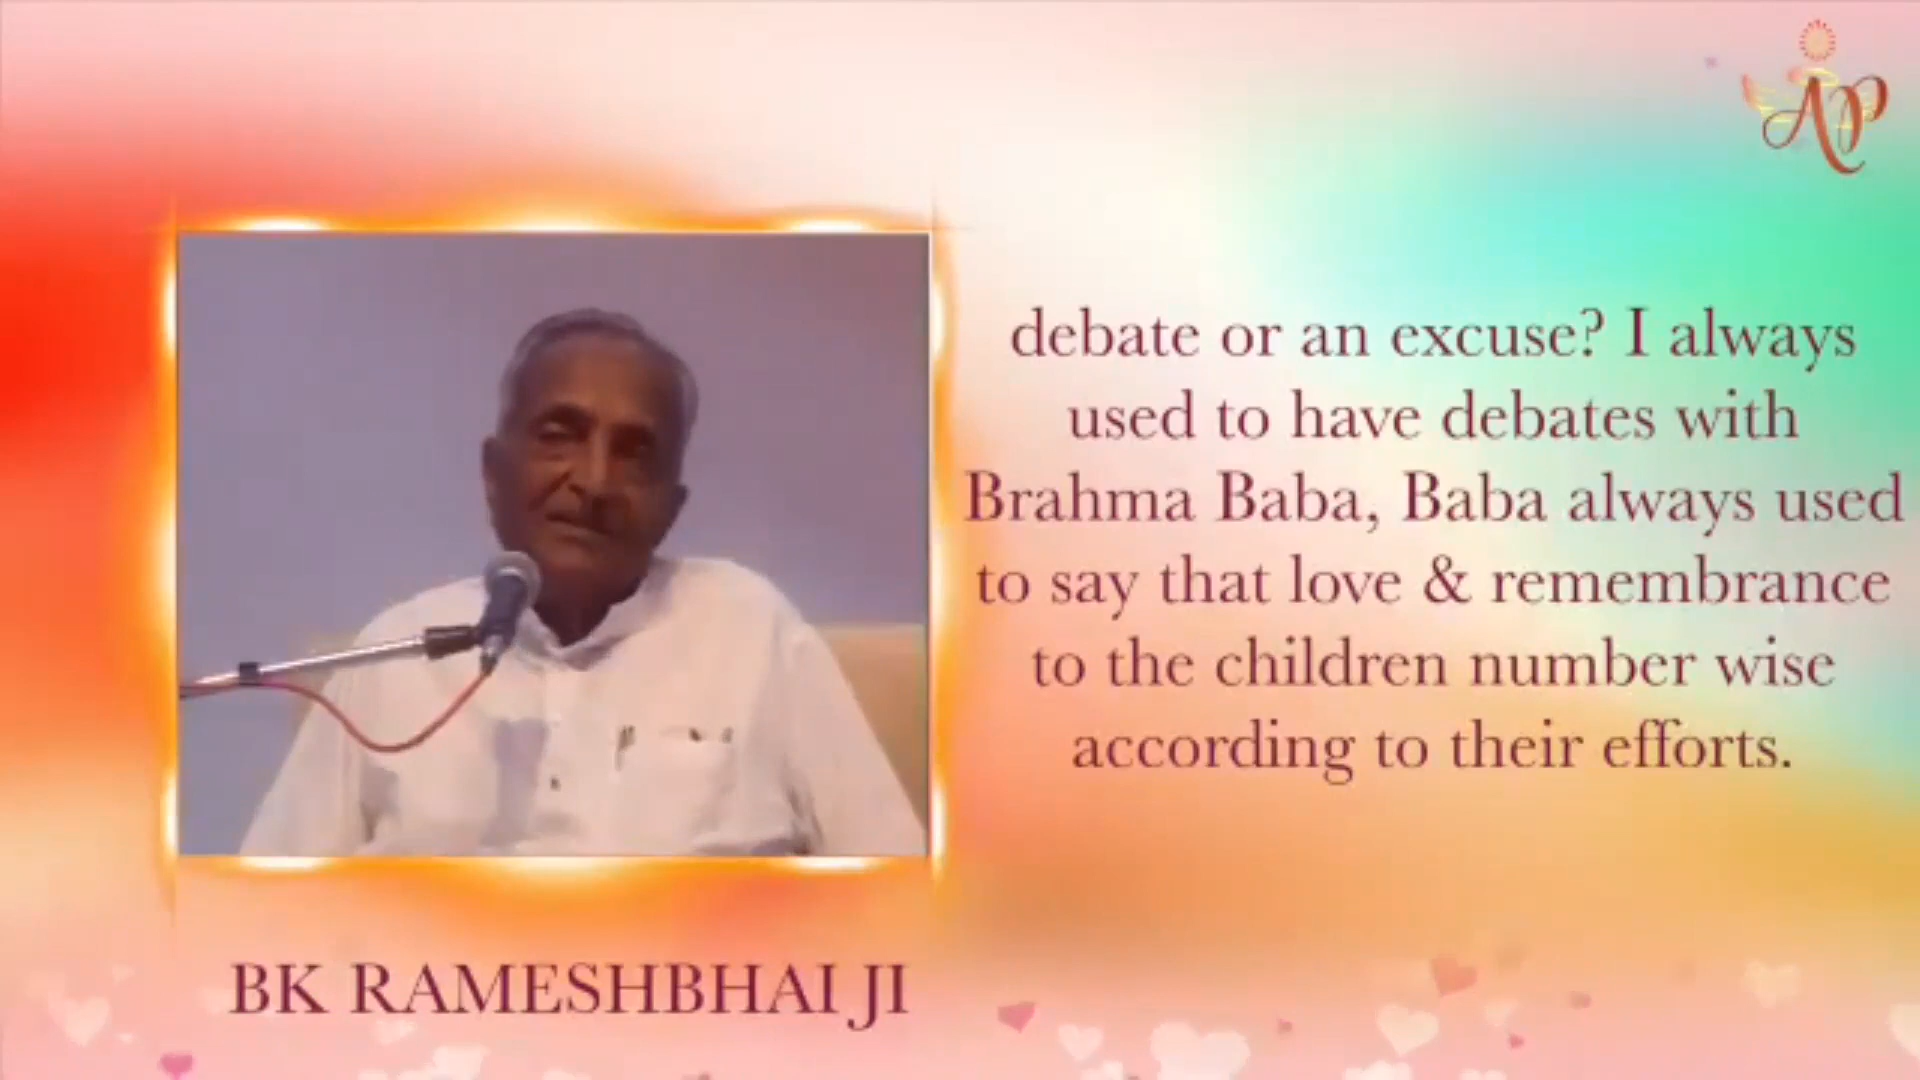 AP
debate or an excuse? I always
used to have debates with
Brahma Baba, Baba always used
to say that love & remembrance
to the children number wise
according to their efforts.
BK RAMESHBHAI JI